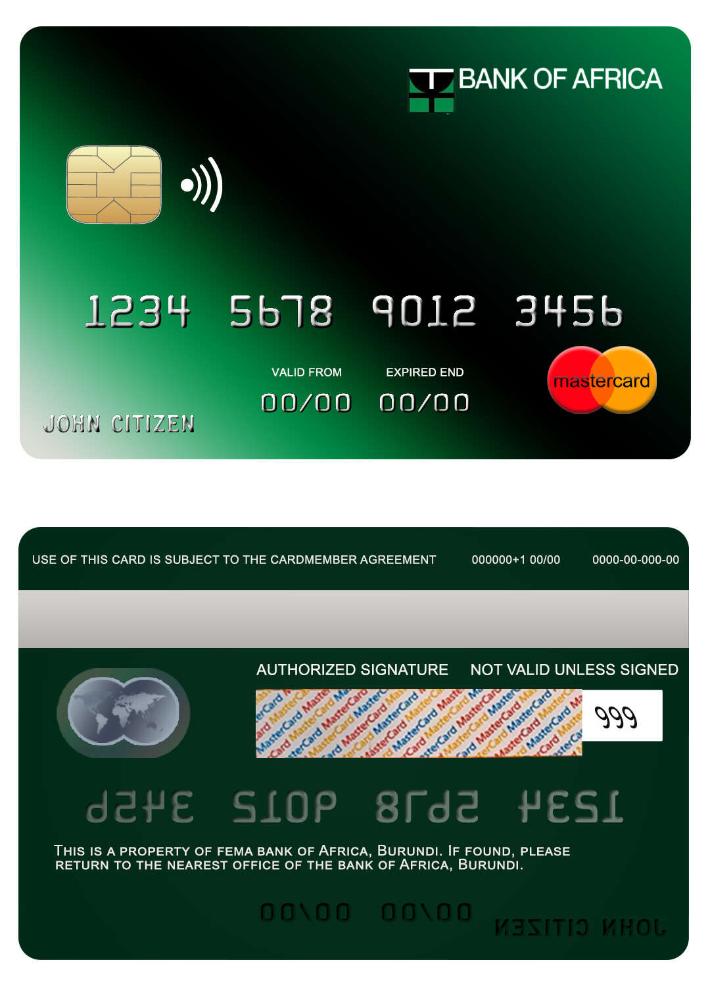 BANK OF AFRICA
1234 5678 9012 3456
VALID FROM EXPIRED END
mastercard
00/00 00/00
JOHN CITIZEN
USE OF THIS CARD IS SUBJECT TO THE CARDMEMBER AGREEMENT 000000+1 00/00 0000-00-000-00
AUTHORIZED SIGNATURE NOT VALID UNLESS SIGNED
MasterCard MasterCard MasterCard MasterCard MasterCard MasterCard
999
1234 5678 9012 3456
THIS IS A PROPERTY OF FEMA BANK OF AFRICA, BURUNDI. IF FOUND, PLEASE
RETURN TO THE NEAREST OFFICE OF THE BANK OF AFRICA, BURUNDI.
00/00 00/00
JOHN CITIZEN